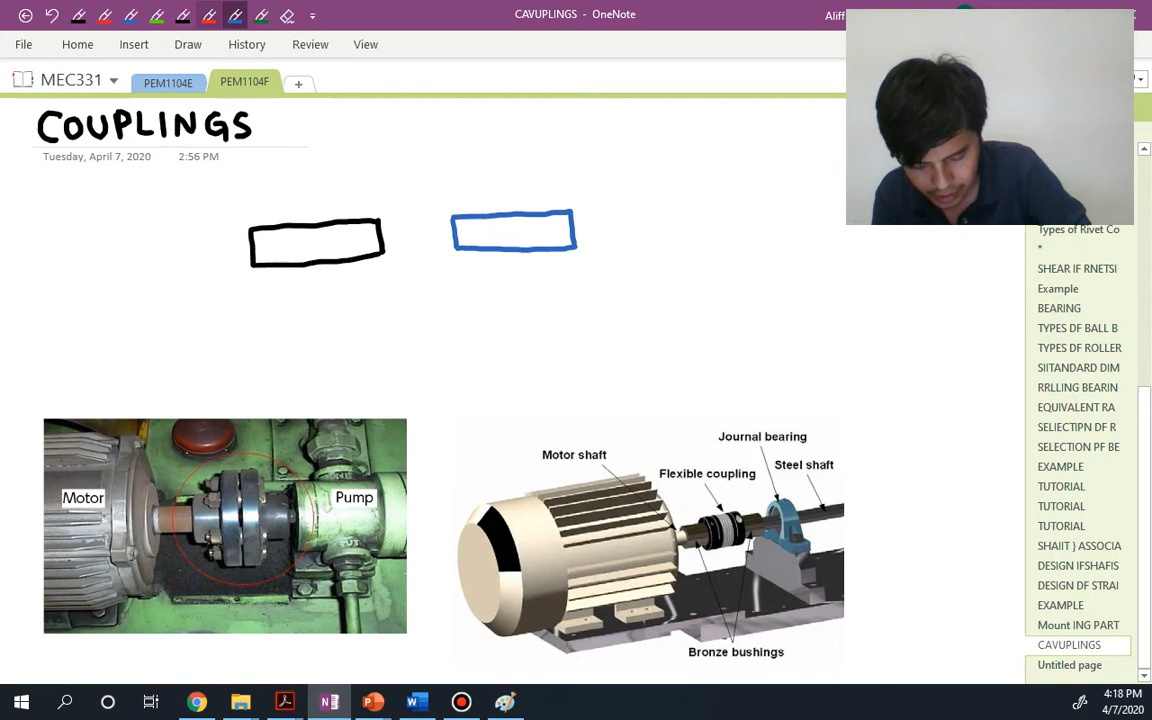 CAVUPLINGS - OneNote
Aliff
File Home Insert Draw History Review View
MEC331
PEM1104E
PEM1104F
COUPLINGS
Tuesday, April 7, 2020 2:56 PM
Motor
Pump
Journal bearing
Motor shaft
Steel shaft
Flexible coupling
Bronze bushings
Types of Rivet Co
*
SHEAR IF RNETSI
Example
BEARING
TYPES DF BALL B
TYPES DF ROLLER
SIITANDARD DIM
RRLLING BEARIN
EQUIVALENT RA
SELIECTIPN DF R
SELECTION PF BE
EXAMPLE
TUTORIAL
TUTORIAL
TUTORIAL
SHAIIT } ASSOCIA
DESIGN IFSHAFIS
DESIGN DF STRAI
EXAMPLE
Mount ING PART
CAVUPLINGS
Untitled page
4:18 PM
4/7/2020